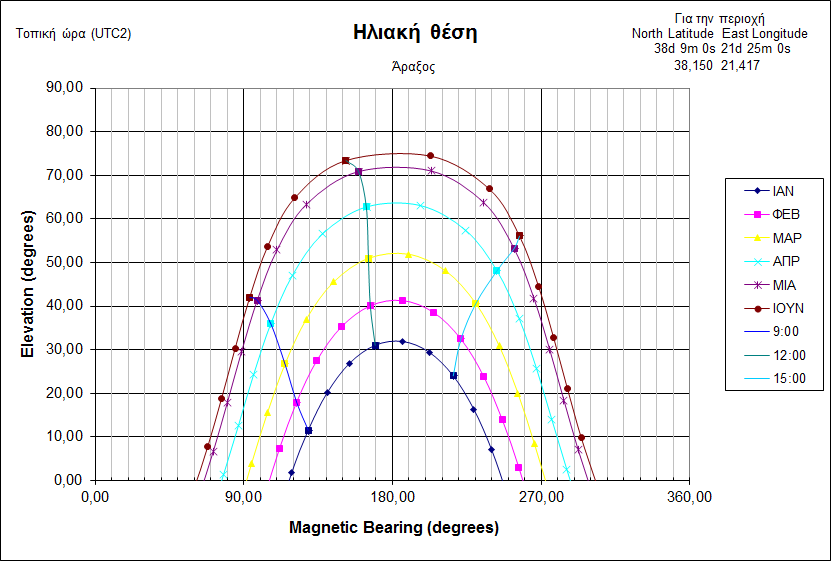 Τοπική ώρα (UTC2)
Ηλιακή θέση
Άραξος
Για την περιοχή
North Latitude East Longitude
38d 9m 0s 21d 25m 0s
38,150 21,417
90,00
80,00
70,00
60,00
50,00
40,00
30,00
20,00
10,00
0,00
Elevation (degrees)
0,00 90,00 180,00 270,00 360,00
Magnetic Bearing (degrees)
ΙΑΝ
ΦΕΒ
ΜΑΡ
ΑΠΡ
ΜΙΑ
ΙΟΥΝ
9:00
12:00
15:00